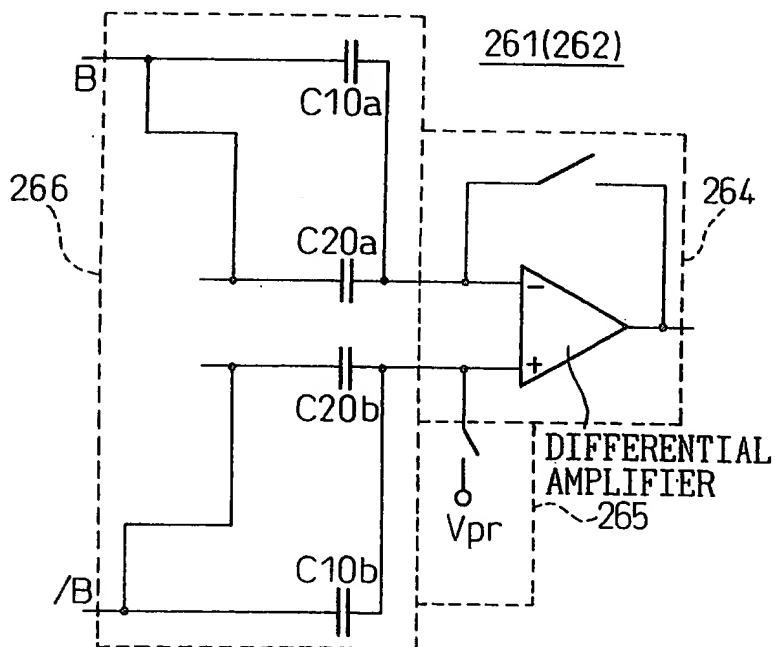 261(262)
B
C10a
266
264
C20a
−
+
C20b
DIFFERENTIAL
AMPLIFIER
265
Vpr
C10b
/B